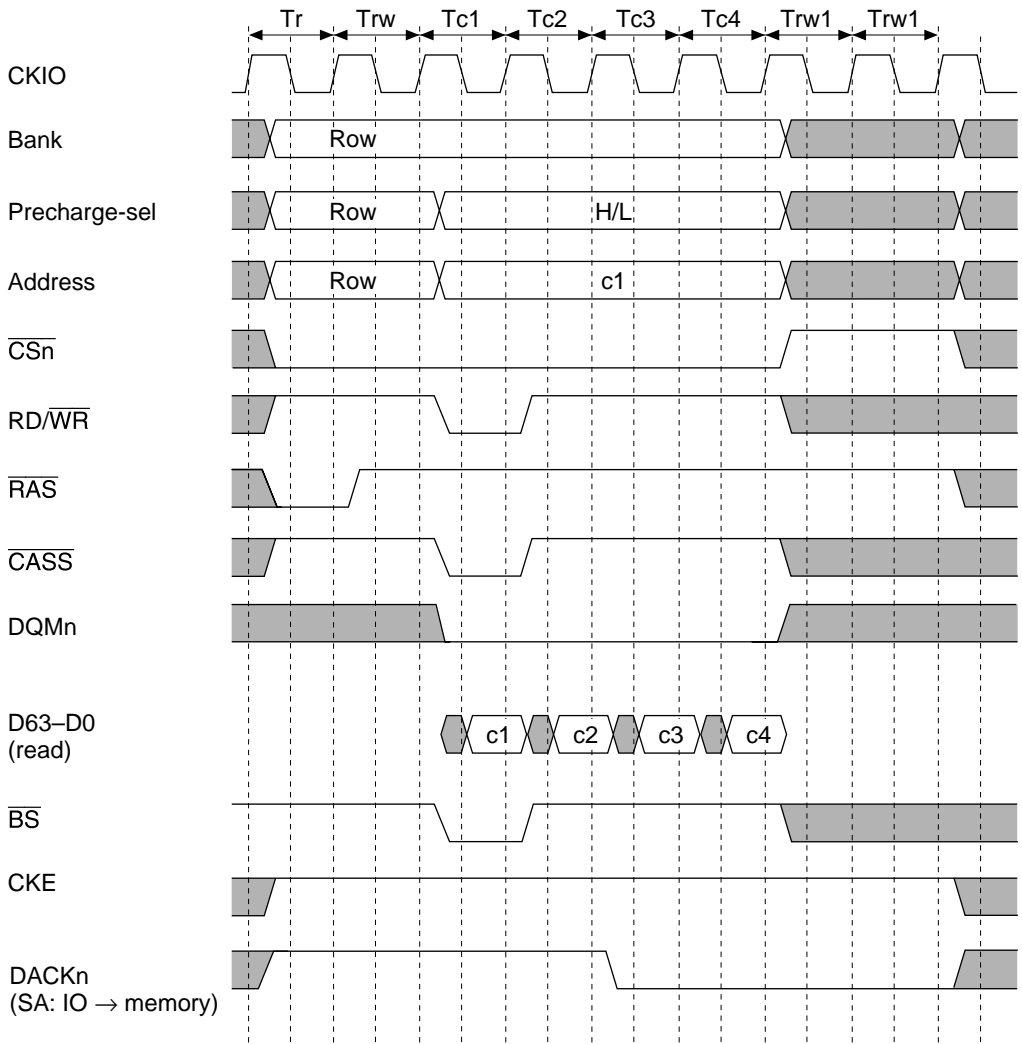 Tr Trw Tc1 Tc2 Tc3 Tc4 Trw1 Trw1
CKIO
Bank Row
Precharge-sel Row H/L
Address Row c1
CSn
RD/WR
RAS
CASS
DQMn
D63–D0
(read) c1 c2 c3 c4
BS
CKE
DACKn
(SA: IO → memory)